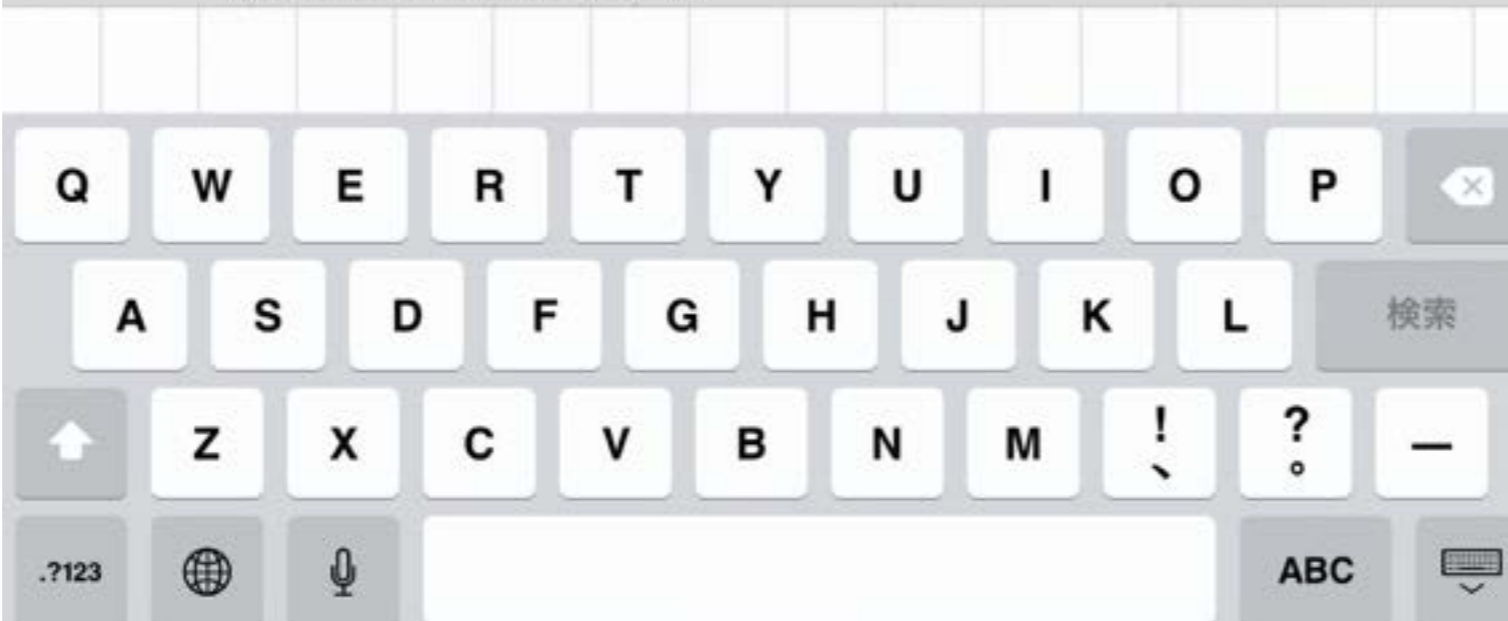 Q W E R T Y U I O P
A S D F G H J K L 検索
Z X C V B N M ! 、 ? 。 ー
.?123 ABC